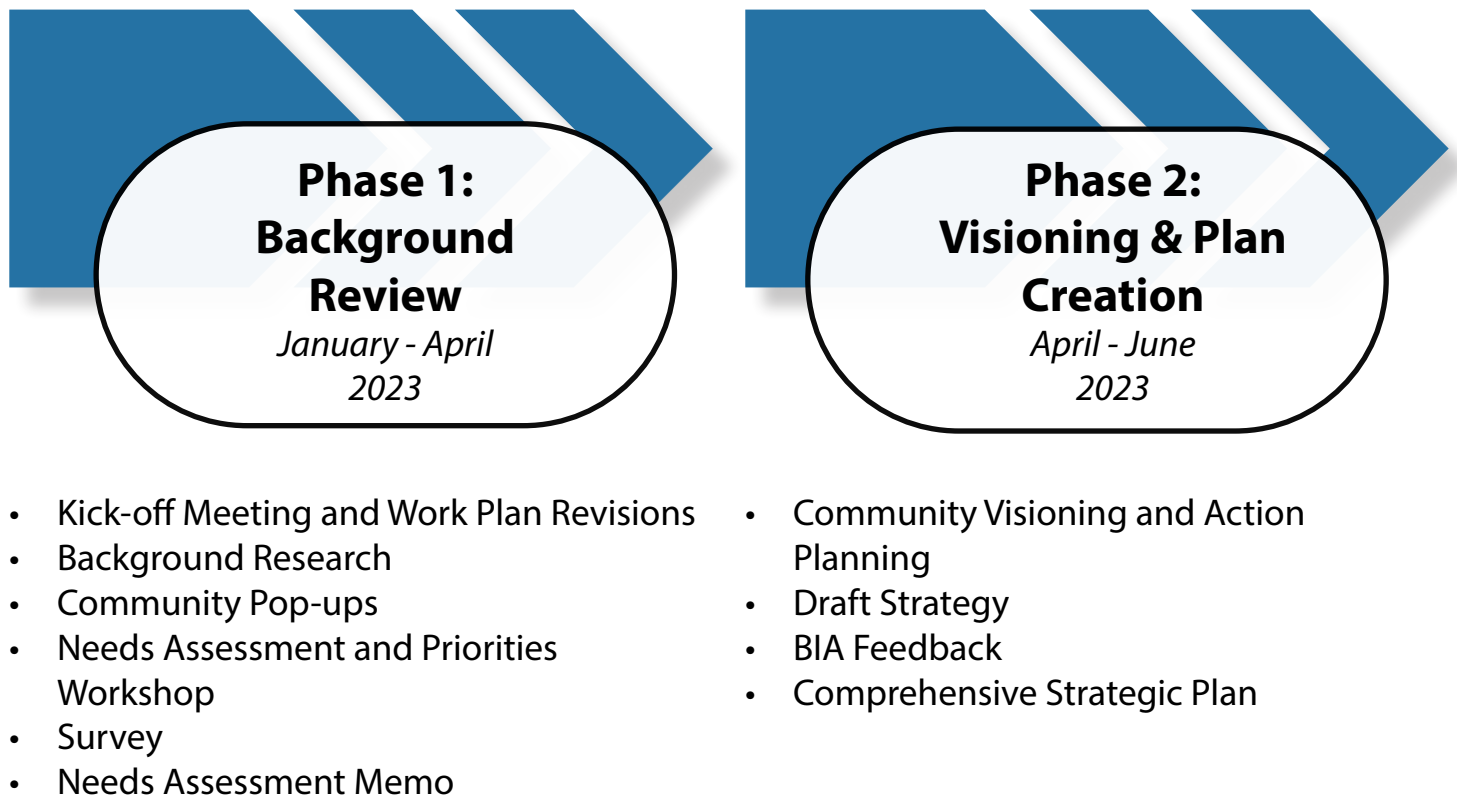 Phase 1:
Background
Review
January - April
2023
• Kick-off Meeting and Work Plan Revisions
• Background Research
• Community Pop-ups
• Needs Assessment and Priorities
Workshop
• Survey
• Needs Assessment Memo
Phase 2:
Visioning & Plan
Creation
April - June
2023
• Community Visioning and Action
Planning
• Draft Strategy
• BIA Feedback
• Comprehensive Strategic Plan